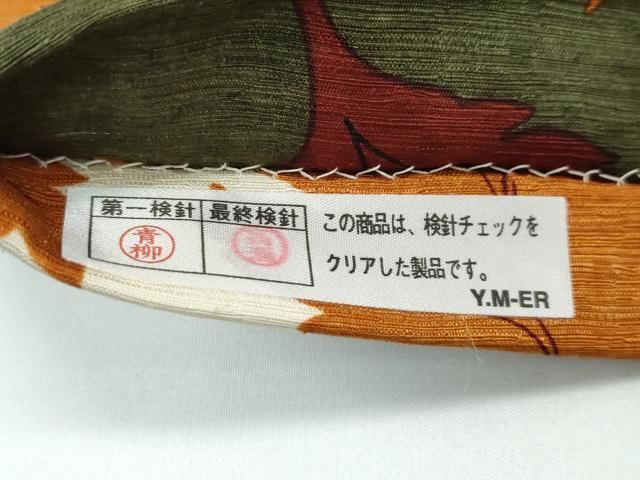 第一検針 最終検針
青柳
この商品は、検針チェックを
クリアした製品です。
Y.M-ER